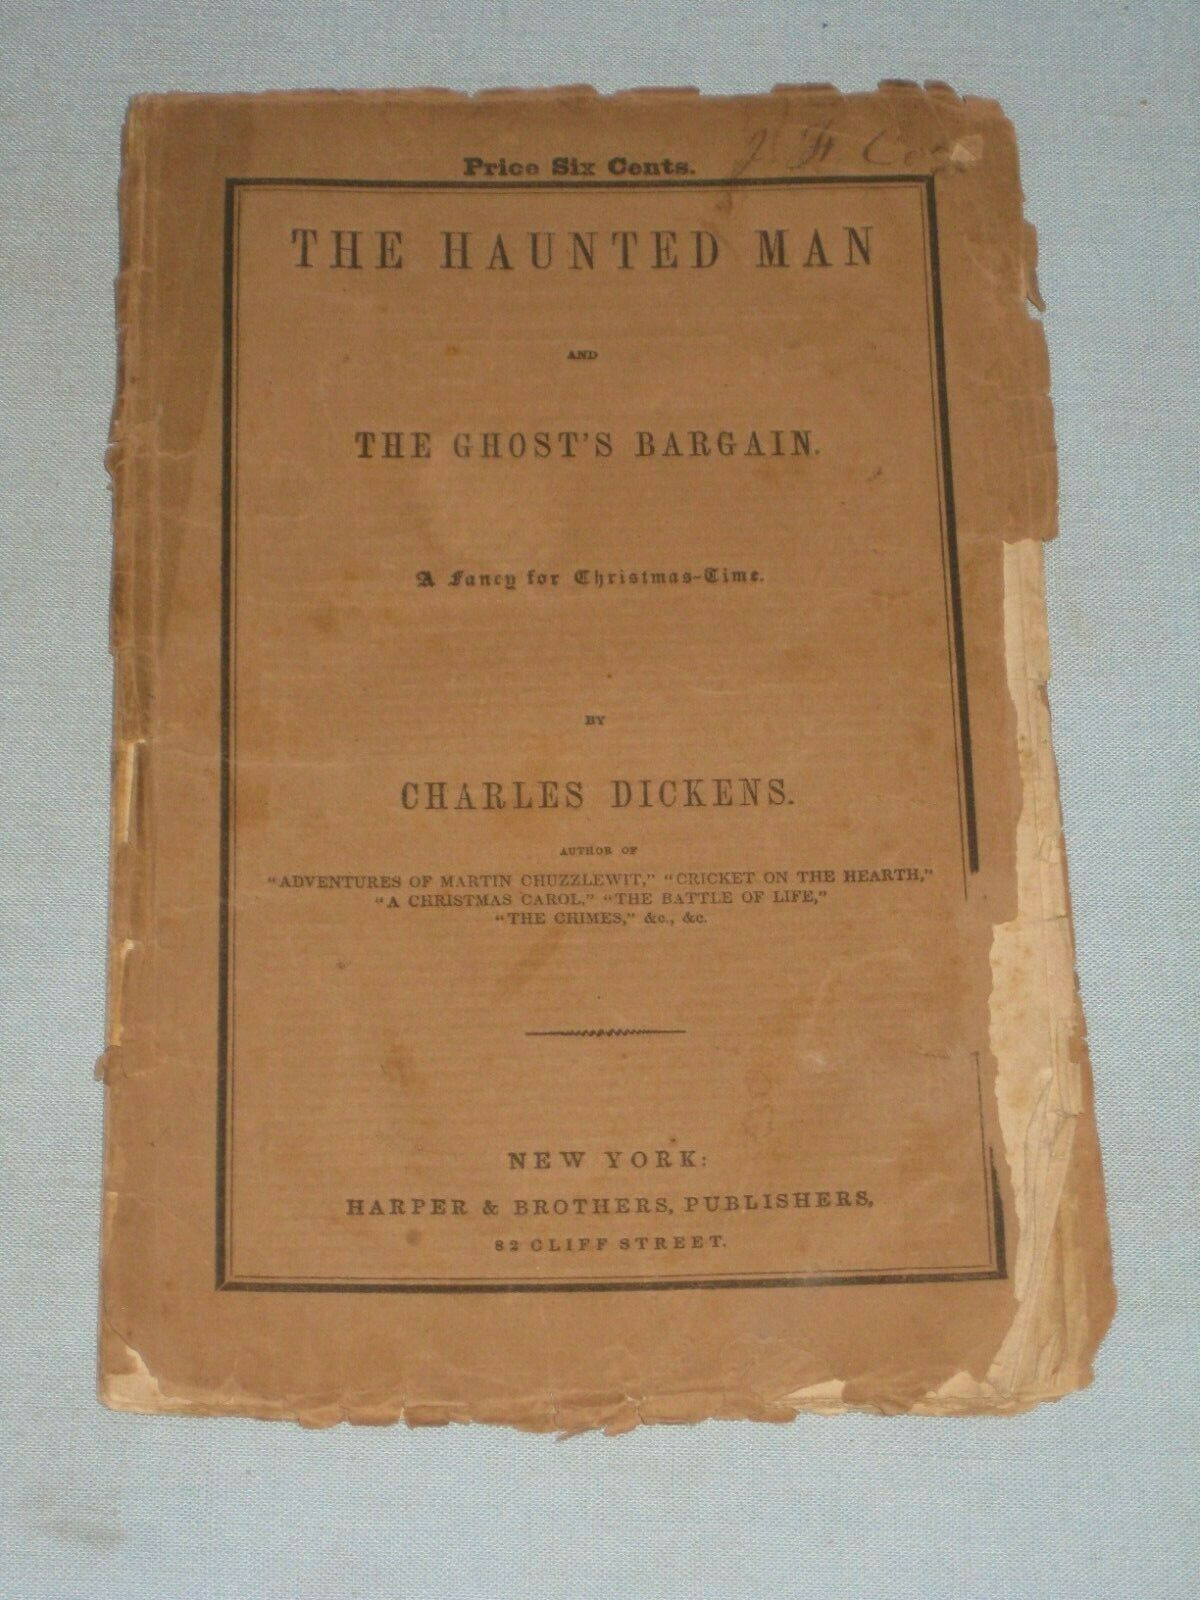 Price Six Cents.
J. H. Coe
THE HAUNTED MAN
AND
THE GHOST'S BARGAIN.
A Fancy for Christmas-Time.
BY
CHARLES DICKENS.
AUTHOR OF
"ADVENTURES OF MARTIN CHUZZLEWIT," "CRICKET ON THE HEARTH,"
"A CHRISTMAS CAROL," "THE BATTLE OF LIFE,"
"THE CHIMES," &c., &c.
NEW YORK:
HARPER & BROTHERS, PUBLISHERS,
82 CLIFF STREET.